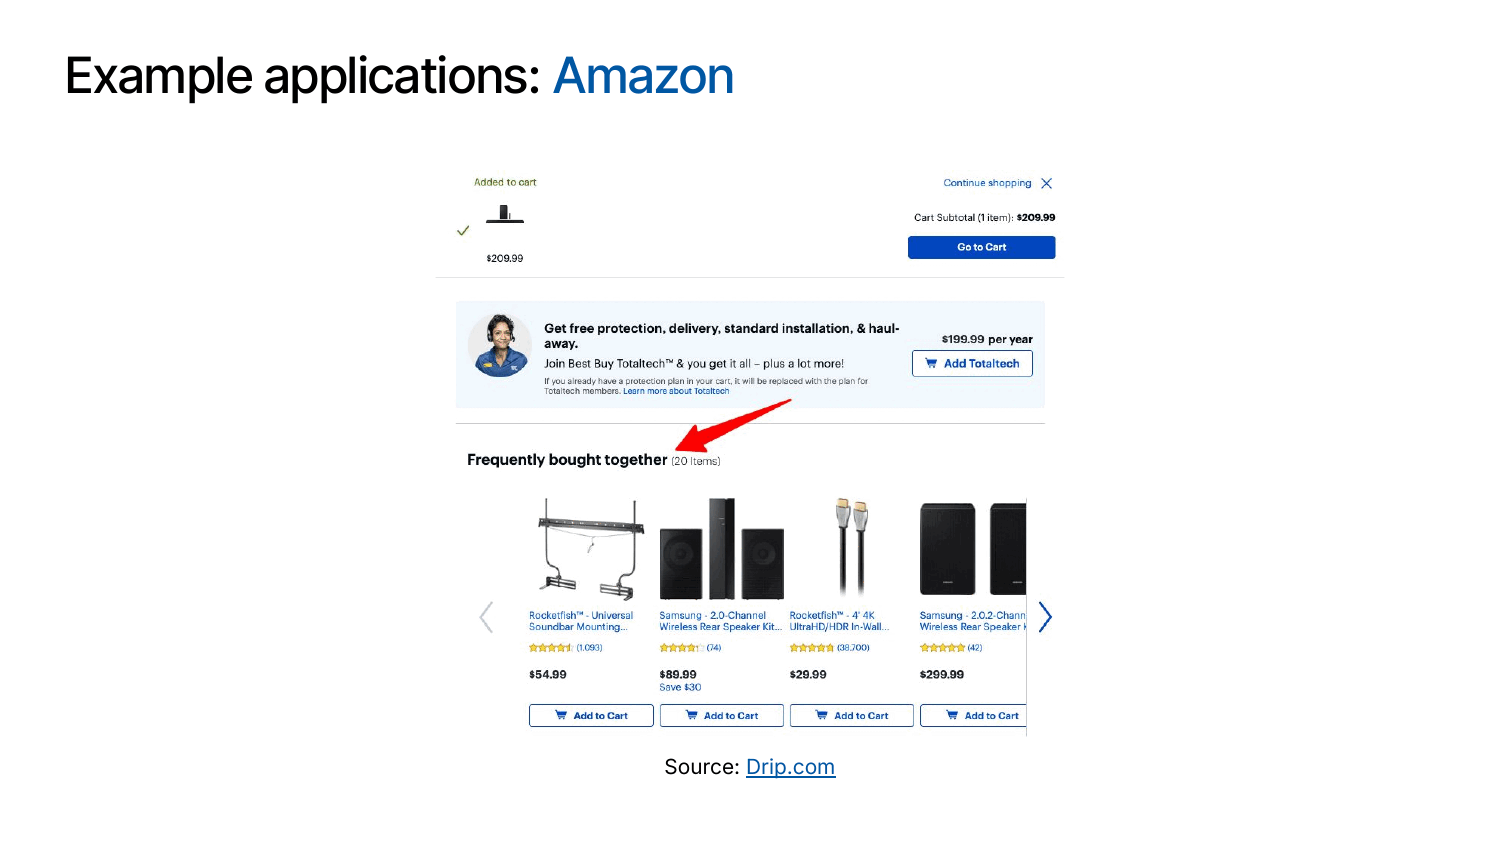 Example applications: Amazon
Added to cart
Continue shopping
Cart Subtotal (1 item): $209.99
Go to Cart
$209.99
Get free protection, delivery, standard installation, & haul-
away.
Join Best Buy Totaltech™ & you get it all – plus a lot more!
If you already have a protection plan in your cart, it will be replaced with the plan for
Totaltech members. Learn more about Totaltech
$199.99 per year
Add Totaltech
Frequently bought together (20 Items)
Rocketfish™ - Universal
Soundbar Mounting...
(1,093)
$54.99
Add to Cart
Samsung - 2.0-Channel
Wireless Rear Speaker Kit...
(74)
$89.99
Save $30
Add to Cart
Rocketfish™ - 4' 4K
UltraHD/HDR In-Wall...
(38,700)
$29.99
Add to Cart
Samsung - 2.0.2-Chann
Wireless Rear Speaker
(42)
$299.99
Add to Cart
Source: Drip.com